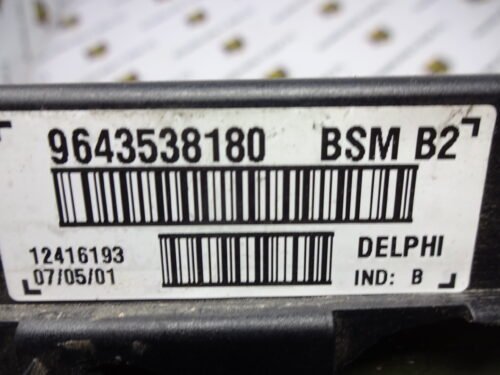 9643538180 BSM B2
12416193 DELPHI
07/05/01 IND: B